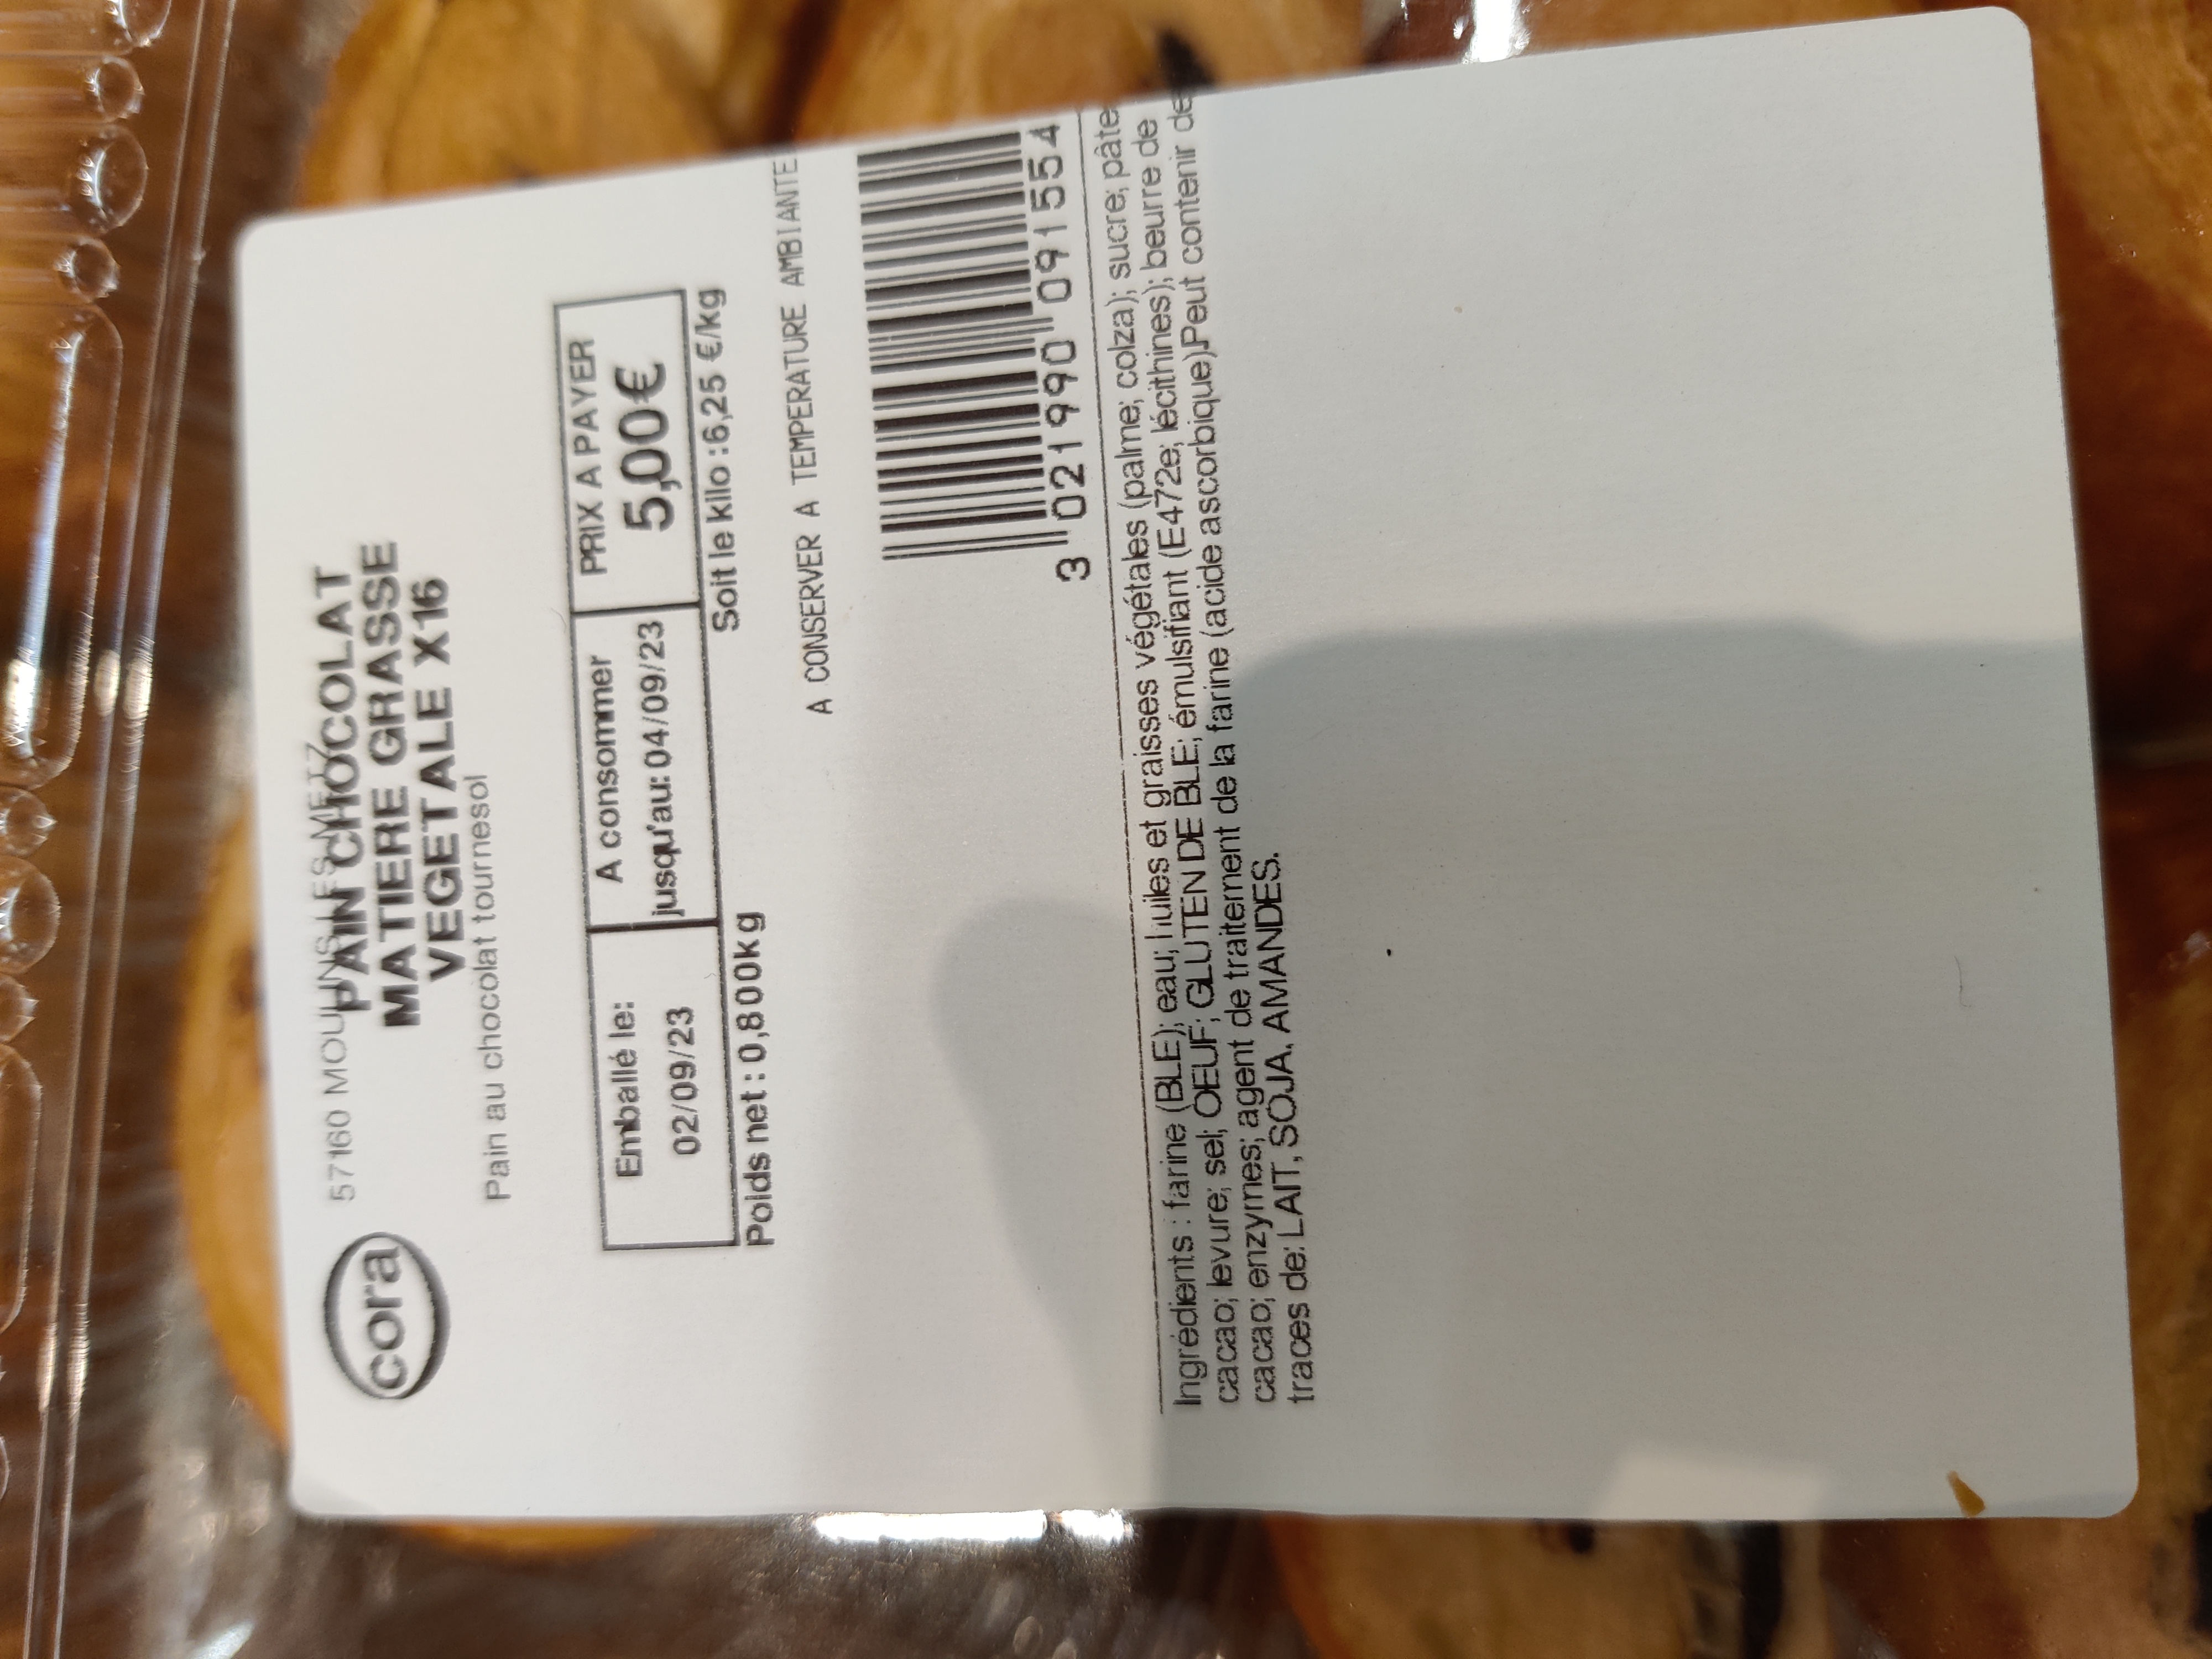 cora
57160 MOULINS LES METZ
PAIN CHOCOLAT
MATIERE GRASSE
VEGETALE X16
Pain au chocolat tournesol
Emballé le:
02/09/23
A consommer
jusqu'au: 04/09/23
PRIX A PAYER
5,00€
Poids net : 0,800kg
Soit le kilo : 6,25 €/kg
A CONSERVER A TEMPERATURE AMBIANTE
3 021990 091554
Ingrédients : farine (BLE); eau; huiles et graisses végétales (palme; colza); sucre; pâte
cacao; levure; sel; OEUF; GLUTEN DE BLE; émulsifiant (E472e; lécithines); beurre de
cacao; enzymes; agent de traitement de la farine (acide ascorbique)Peut contenir de
traces de: LAIT, SOJA, AMANDES.